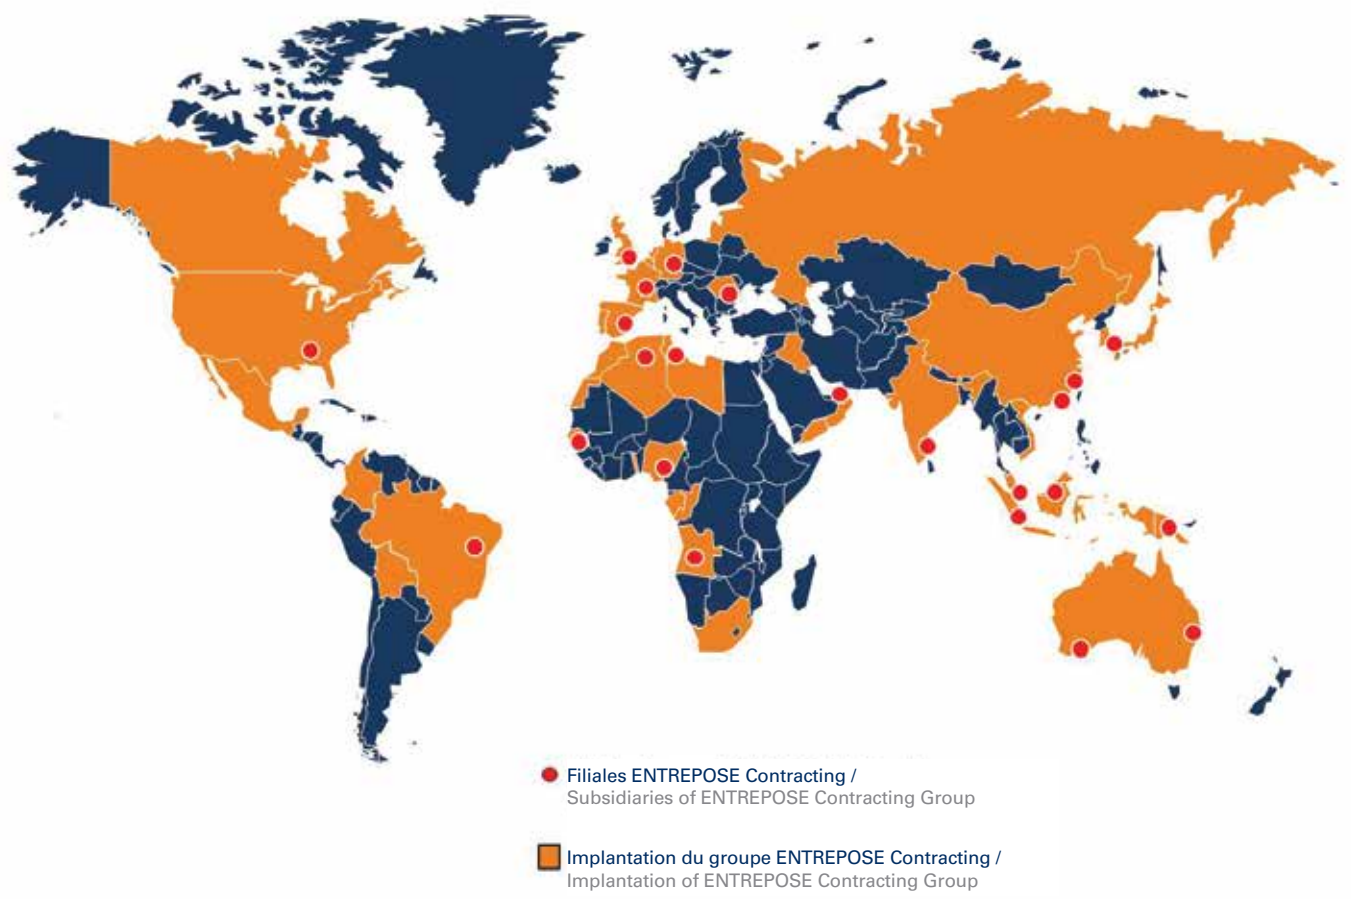 Filiales ENTREPOSE Contracting /
Subsidiaries of ENTREPOSE Contracting Group
Implantation du groupe ENTREPOSE Contracting /
Implantation of ENTREPOSE Contracting Group